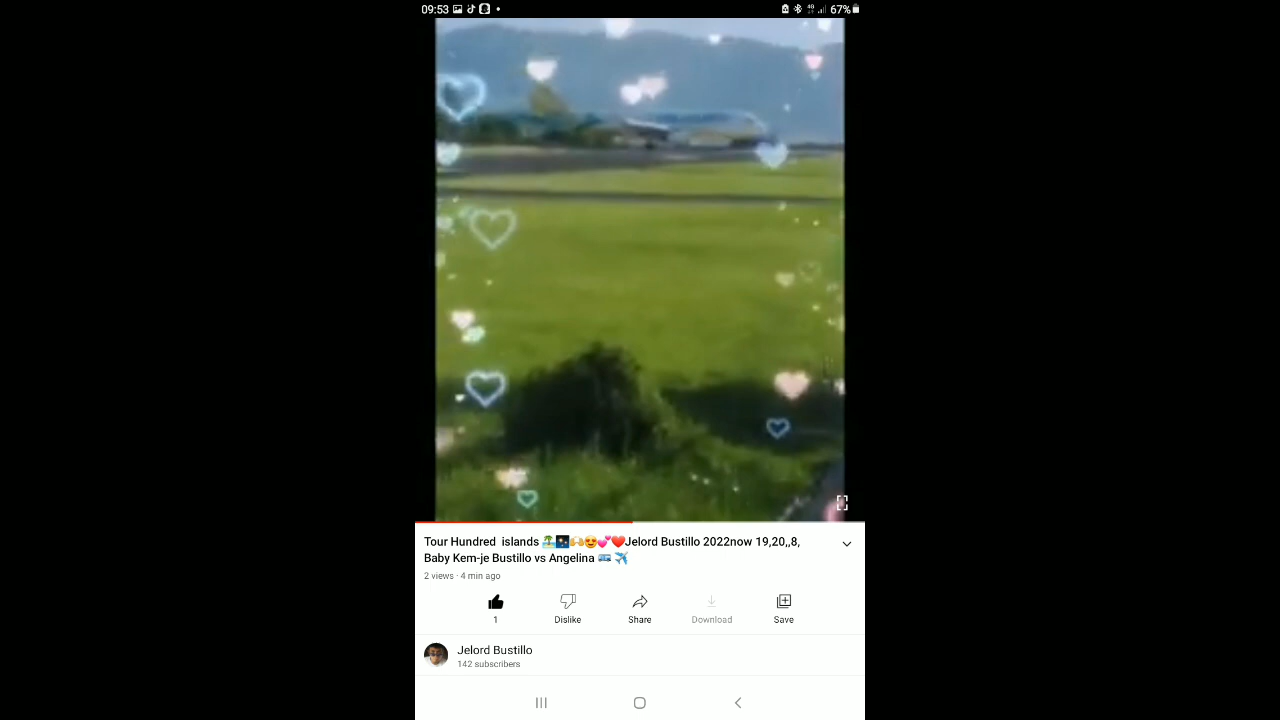 09:53
4G
67%
Tour Hundred islands 🏝️🎆🙌😍💕❤️Jelord Bustillo 2022now 19,20,,8,
Baby Kem-je Bustillo vs Angelina 🚌 ✈️
2 views · 4 min ago
1
Dislike
Share
Download
Save
Jelord Bustillo
142 subscribers